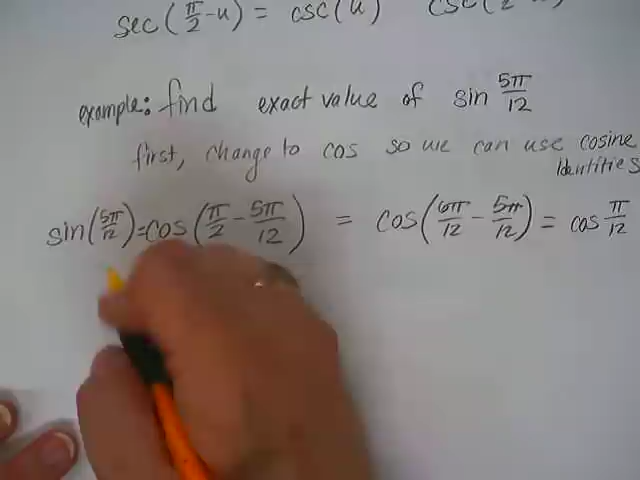 sec(π/2-u) = csc(u) csc(
example: find exact value of sin 5π/12
first, change to cos so we can use cosine
identities
sin(5π/12)=cos(π/2-5π/12) = cos(6π/12-5π/12) = cos π/12